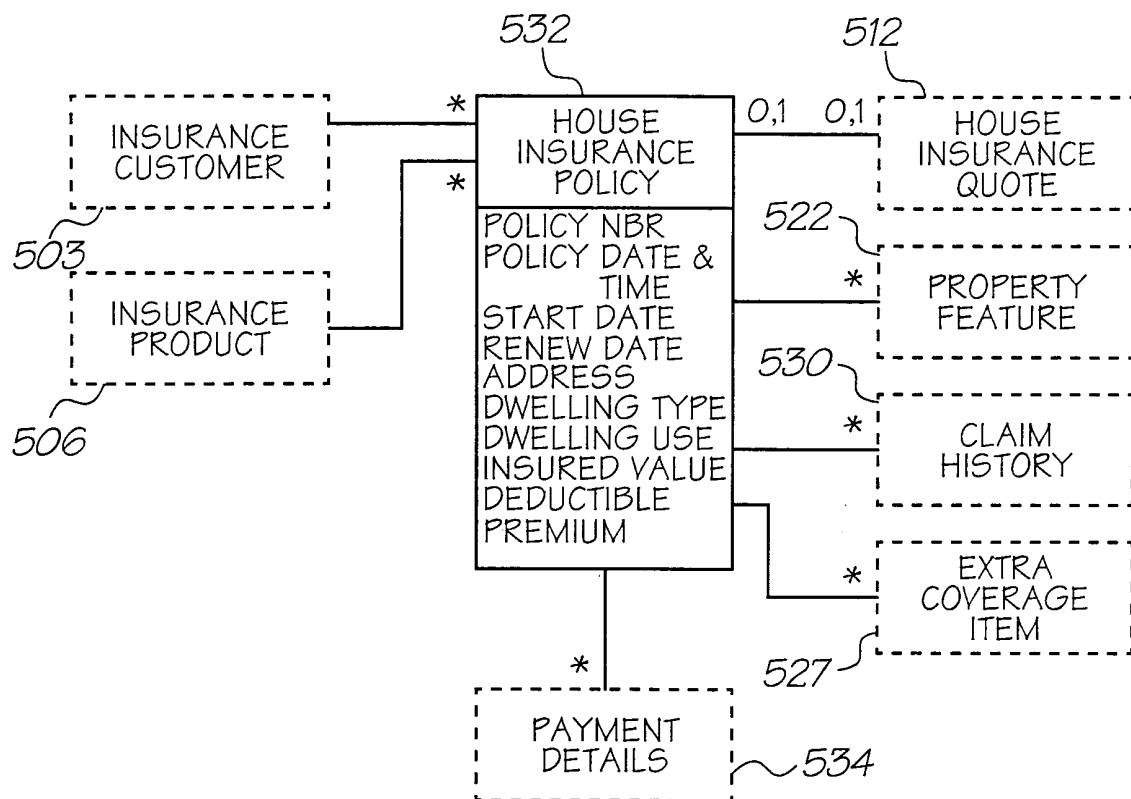 532
512
INSURANCE
CUSTOMER
503
*
*
HOUSE
INSURANCE
POLICY
0,1 0,1
HOUSE
INSURANCE
QUOTE
INSURANCE
PRODUCT
506
POLICY NBR
POLICY DATE &
TIME
START DATE
RENEW DATE
ADDRESS
DWELLING TYPE
DWELLING USE
INSURED VALUE
DEDUCTIBLE
PREMIUM
522
*
PROPERTY
FEATURE
530
*
CLAIM
HISTORY
*
EXTRA
COVERAGE
ITEM
527
*
PAYMENT
DETAILS
534